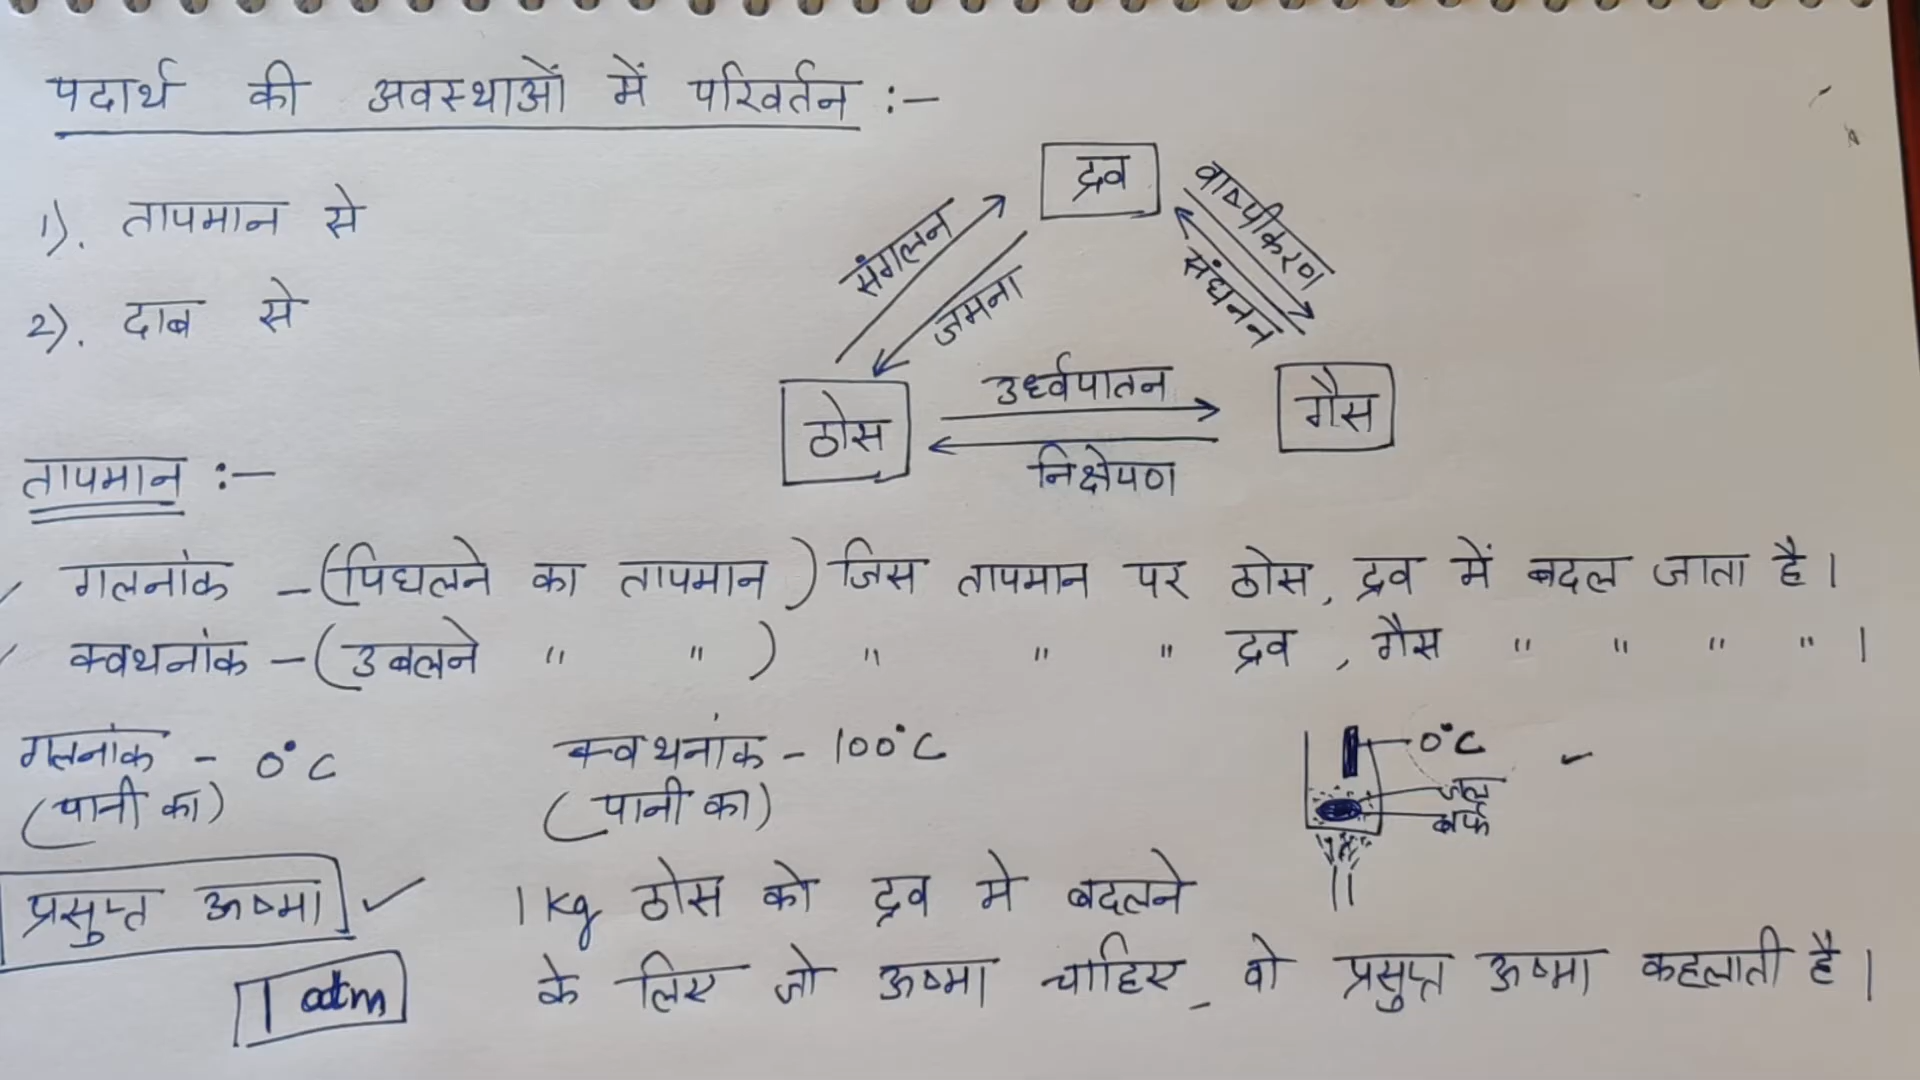 पदार्थ की अवस्थाओं में परिवर्तन :-
1). तापमान से
2). दाब से
द्रव
संगलन
जमना
वाष्पीकरण
संघनन
ठोस
उर्ध्वपातन
निक्षेपण
गैस
तापमान :-
गलनांक - (पिघलने का तापमान) जिस तापमान पर ठोस, द्रव में बदल जाता है।
क्वथनांक - (उबलने " ") " " " द्रव, गैस " " " " ।
गलनांक - 0°C
(पानी का)
क्वथनांक - 100°C
(पानी का)
0°C
जल
बर्फ
प्रसुप्त ऊष्मा
1 atm
1 kg ठोस को द्रव मे बदलने
के लिए जो ऊष्मा चाहिए, वो प्रसुप्त ऊष्मा कहलाती है।